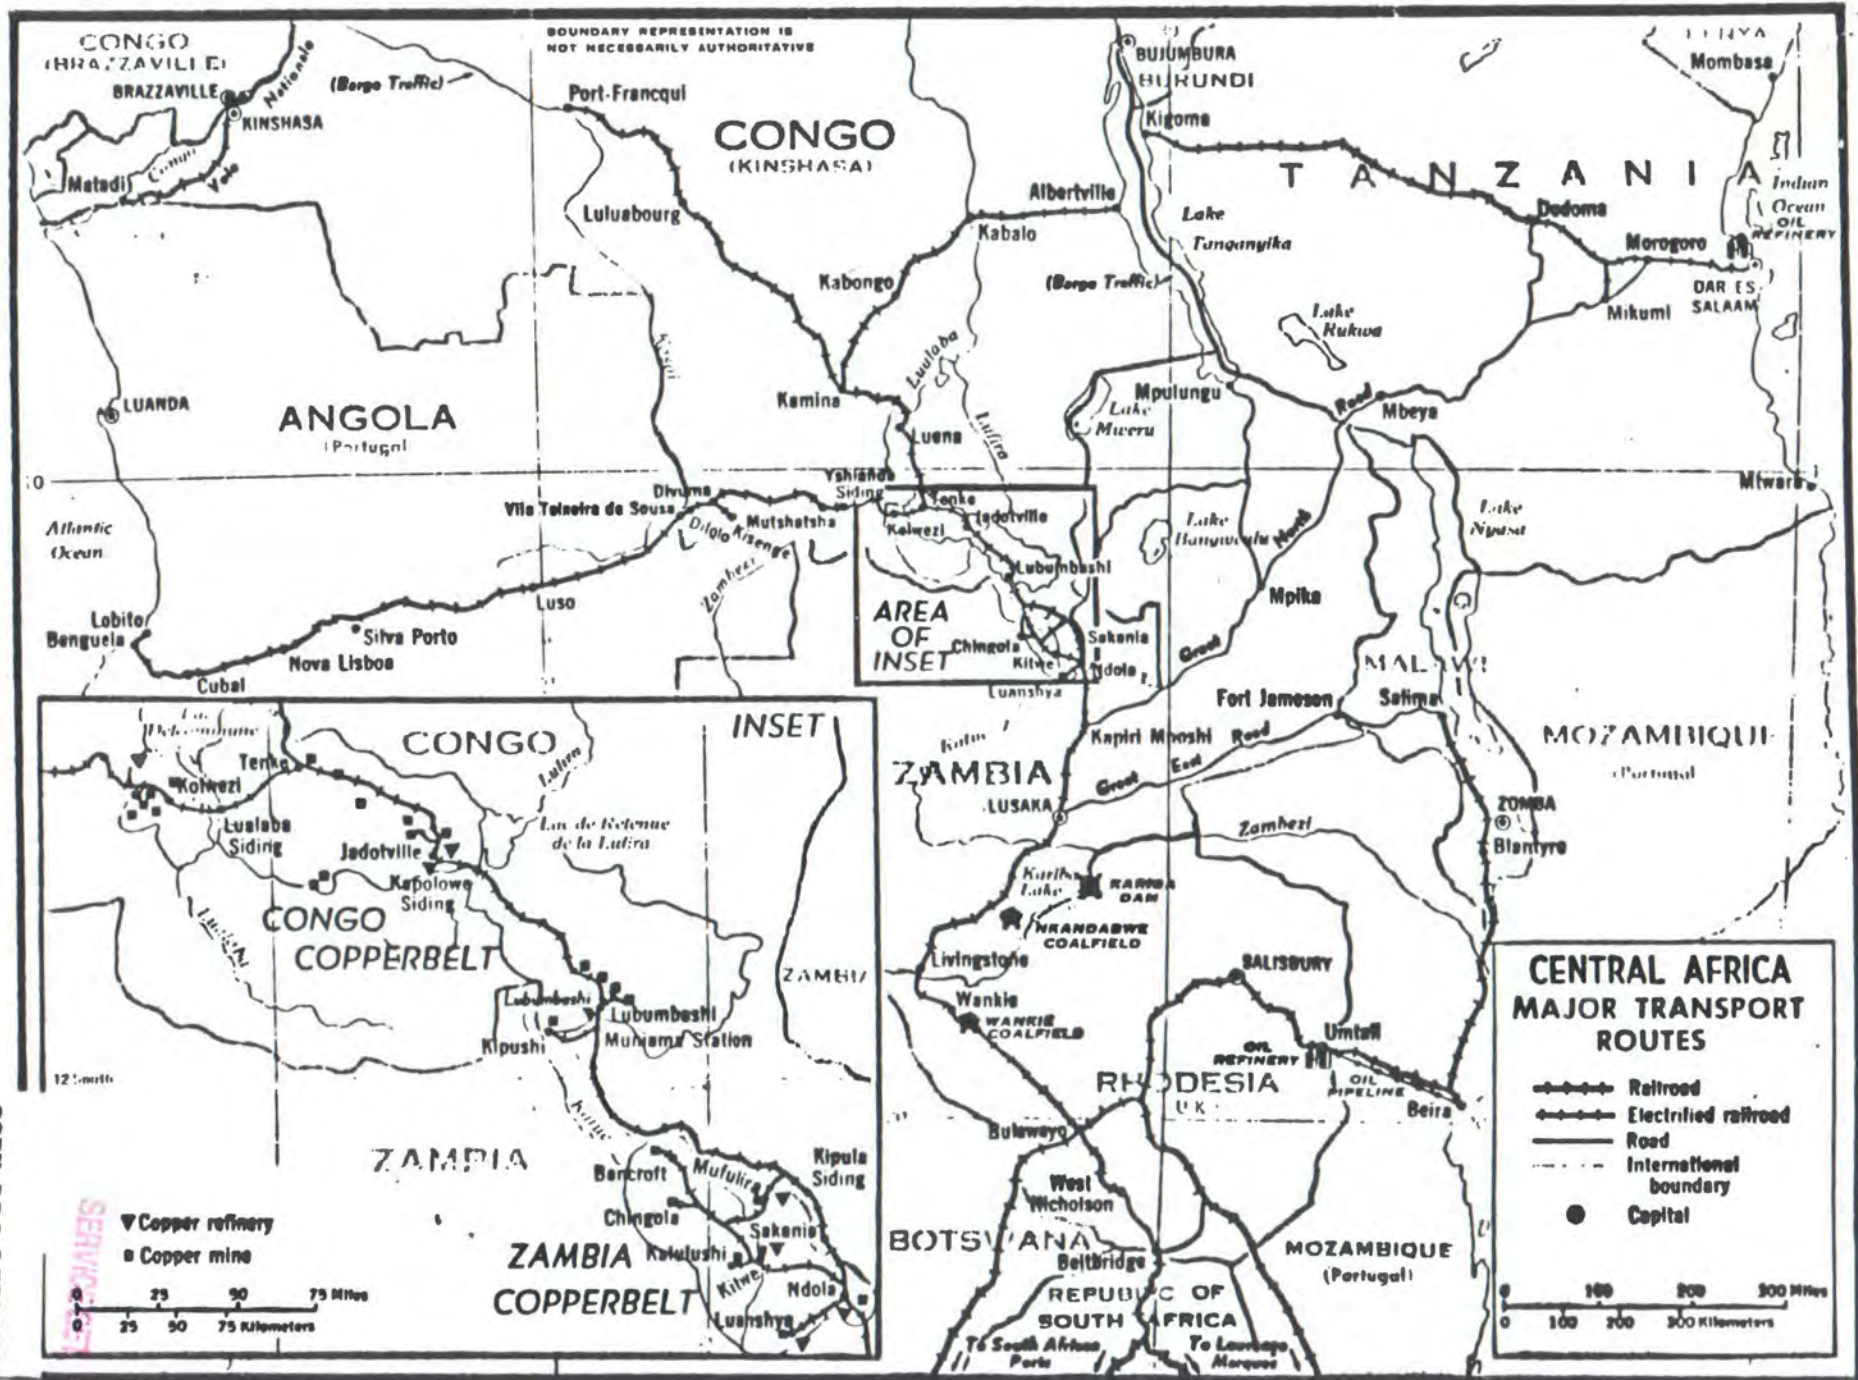 CONGO
(BRAZZAVILLE)
BRAZZAVILLE
KINSHASA
Nationale
Voie
Congo
Matadi
(Barge Traffic)
BOUNDARY REPRESENTATION IS
NOT NECESSARILY AUTHORITATIVE
Port-Francqui
CONGO
(KINSHASA)
Luluabourg
Albertville
Kabalo
Kabongo
Kamina
Luena
Lualaba
Lufira
BUJUMBURA
BURUNDI
Kigoma
TANZANIA
Mombasa
Indian
Ocean
OIL
REFINERY
Dodoma
Morogoro
DAR ES
SALAAM
Mikumi
Lake
Tanganyika
(Barge Traffic)
Lake
Rukwa
Mpulungu
Road
Mbeya
Lake
Mweru
Mtwara
LUANDA
ANGOLA
(Portugal)
Atlantic
Ocean
Divuma
Vila Teixeira de Sousa
Dilolo
Kisenge
Mutshatsha
Yshianda
Siding
Tenke
Kolwezi
Jadotville
Lubumbashi
Lake
Bangweulu
Lake
Nyasa
Zambezi
AREA
OF
INSET
Chingola
Kitwe
Sakania
Ndola
Luanshya
Mpika
Great
North
Lobito
Benguela
Cubal
Nova Lisboa
Silva Porto
Luso
MALAWI
Fort Jameson
Salima
Kapiri Mposhi
Great
East
Road
ZAMBIA
LUSAKA
MOZAMBIQUE
(Portugal)
ZOMBA
Blantyre
Zambezi
Kariba
Lake
KARIBA
DAM
NKANDABWE
COALFIELD
Livingstone
Wankie
WANKIE
COALFIELD
SALISBURY
Umtali
OIL
REFINERY
OIL
PIPELINE
Beira
RHODESIA
U.K.
Bulawayo
West
Nicholson
BOTSWANA
Beitbridge
REPUBLIC OF
SOUTH AFRICA
To South African
Ports
To Lourenço
Marques
MOZAMBIQUE
(Portugal)
INSET
CONGO
Tenke
Lufira
Kolwezi
Lualaba
Siding
Jadotville
Lac de Retenue
de la Lufira
Kapolowe
Siding
CONGO
COPPERBELT
ZAMBIA
Lubumbashi
Lubumbashi
Kipushi
Muniama Station
12 South
Kafue
ZAMBIA
Bancroft
Mufulira
Kipula
Siding
Chingola
Sakania
Kalulushi
Kitwe
Ndola
Luanshya
ZAMBIA
COPPERBELT
Copper refinery
Copper mine
0 25 50 75 Miles
0 25 50 75 Kilometers
CENTRAL AFRICA
MAJOR TRANSPORT
ROUTES
Railroad
Electrified railroad
Road
International
boundary
Capital
0 100 200 300 Miles
0 100 200 300 Kilometers